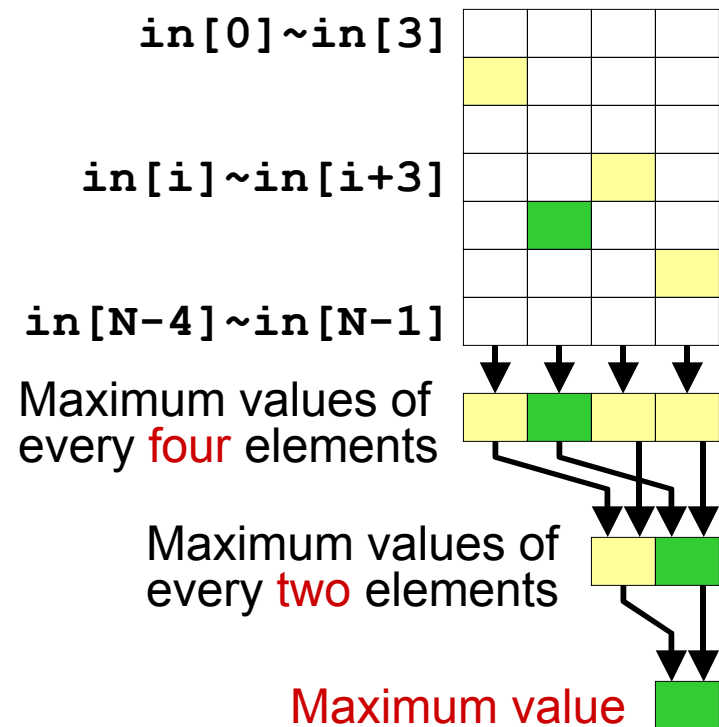 in[0]~in[3]
in[i]~in[i+3]
in[N-4]~in[N-1]
Maximum values of
every four elements
Maximum values of
every two elements
Maximum value